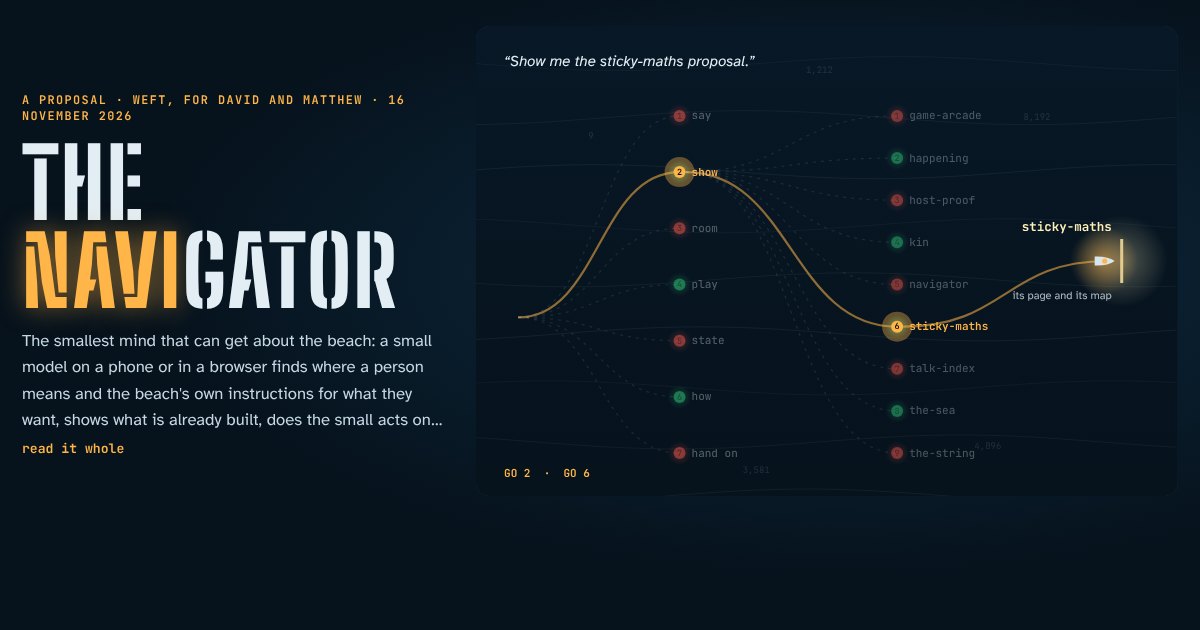 A PROPOSAL · WEFT, FOR DAVID AND MATTHEW · 16
NOVEMBER 2026
THE
NAVIGATOR
The smallest mind that can get about the beach: a small
model on a phone or in a browser finds where a person
means and the beach's own instructions for what they
want, shows what is already built, does the small acts on...
read it whole
“Show me the sticky-maths proposal.”
1,212
9
8,192
1 say
2 show
3 room
4 play
5 state
6 how
7 hand on
1 game-arcade
2 happening
3 host-proof
4 kin
5 navigator
6 sticky-maths
7 talk-index
8 the-sea
9 the-string
4,096
3,581
sticky-maths
its page and its map
GO 2 · GO 6